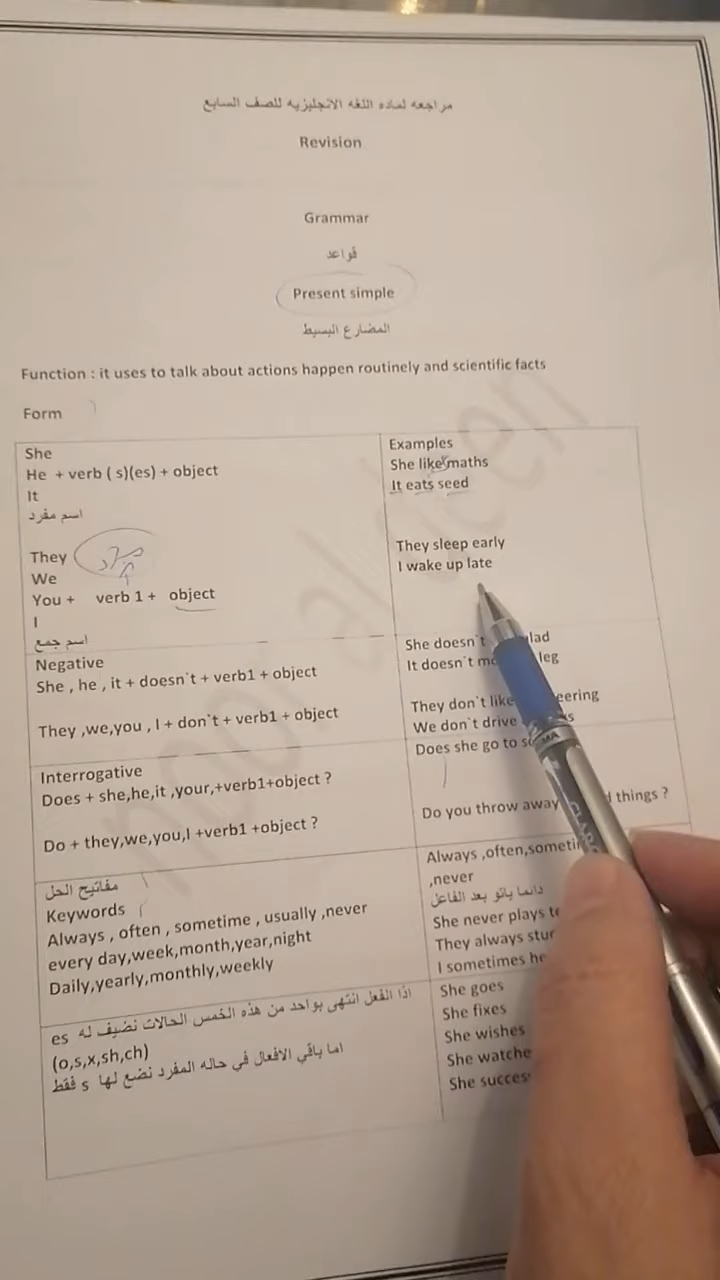 مراجعه لماده اللغه الانجليزيه للصف السابع
Revision
Grammar
قواعد
Present simple
المضارع البسيط
Function : it uses to talk about actions happen routinely and scientific facts
Form
She
He + verb ( s)(es) + object
It
اسم مفرد
They
We
You + verb 1 + object
I
اسم جمع
Examples
She likes maths
It eats seed
They sleep early
I wake up late
Negative
She , he , it + doesn`t + verb1 + object
They ,we,you , I + don`t + verb1 + object
She doesn`t
It doesn`t leg
They don`t like
We don`t drive
Interrogative
Does + she,he,it ,your,+verb1+object ?
Do + they,we,you,I +verb1 +object ?
Does she go to
Do you throw away things ?
مفاتيح الحل
Keywords
Always , often , sometime , usually ,never
every day,week,month,year,night
Daily,yearly,monthly,weekly
Always ,often,
,never
دائما ياتو بعد الفاعل
She never plays
They always
I sometimes
اذا الفعل انتهى بواحد من هذه الخمس الحالات نضيف له es
(o,s,x,sh,ch)
اما باقي الافعال في حاله المفرد نضع لها s فقط
She goes
She fixes
She wishes
She
She